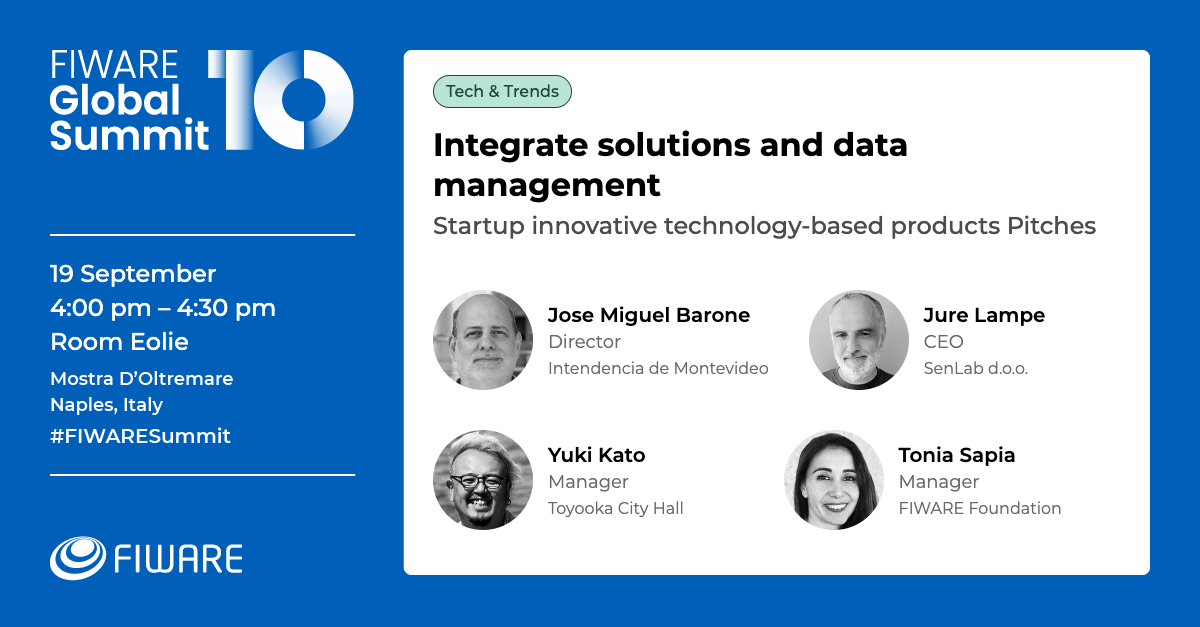 FIWARE
Global
Summit
10
19 September
4:00 pm – 4:30 pm
Room Eolie
Mostra D’Oltremare
Naples, Italy
#FIWARESummit
FIWARE
Tech & Trends
Integrate solutions and data
management
Startup innovative technology-based products Pitches
Jose Miguel Barone
Director
Intendencia de Montevideo
Jure Lampe
CEO
SenLab d.o.o.
Yuki Kato
Manager
Toyooka City Hall
Tonia Sapia
Manager
FIWARE Foundation